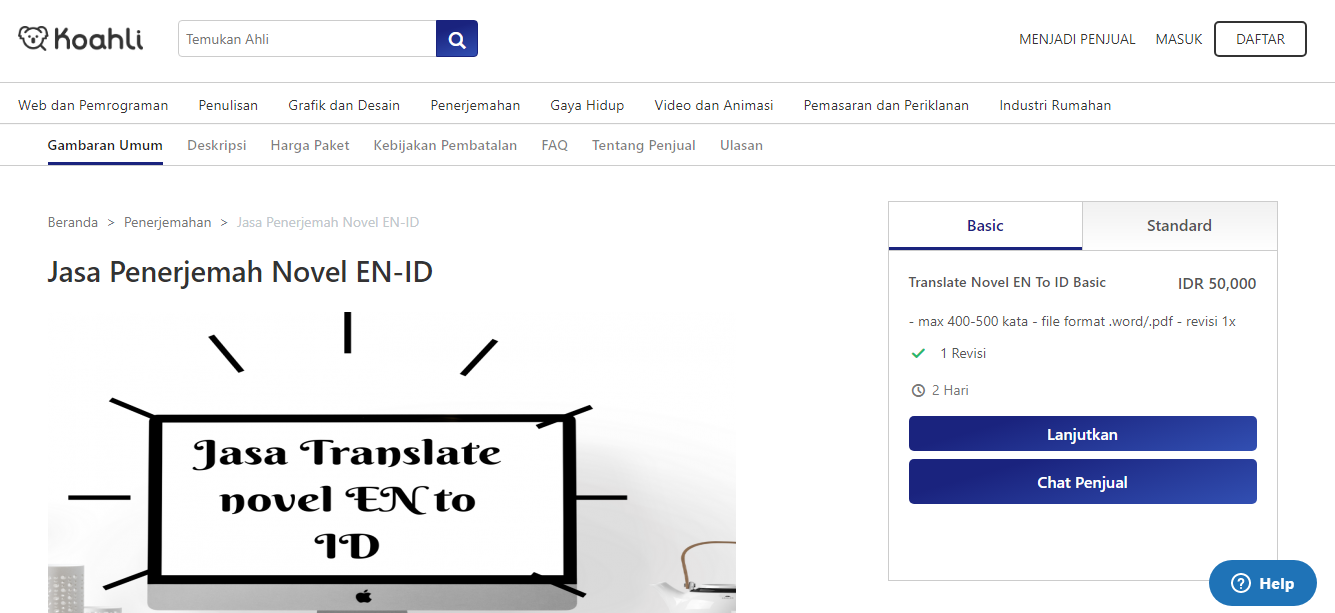 Koahli
Temukan Ahli
MENJADI PENJUAL
MASUK
DAFTAR
Web dan Pemrograman
Penulisan
Grafik dan Desain
Penerjemahan
Gaya Hidup
Video dan Animasi
Pemasaran dan Periklanan
Industri Rumahan
Gambaran Umum
Deskripsi
Harga Paket
Kebijakan Pembatalan
FAQ
Tentang Penjual
Ulasan
Beranda > Penerjemahan > Jasa Penerjemah Novel EN-ID
Jasa Penerjemah Novel EN-ID
Jasa Translate
novel EN to
ID
Basic
Standard
Translate Novel EN To ID Basic
IDR 50,000
- max 400-500 kata - file format .word/.pdf - revisi 1x
1 Revisi
2 Hari
Lanjutkan
Chat Penjual
Help